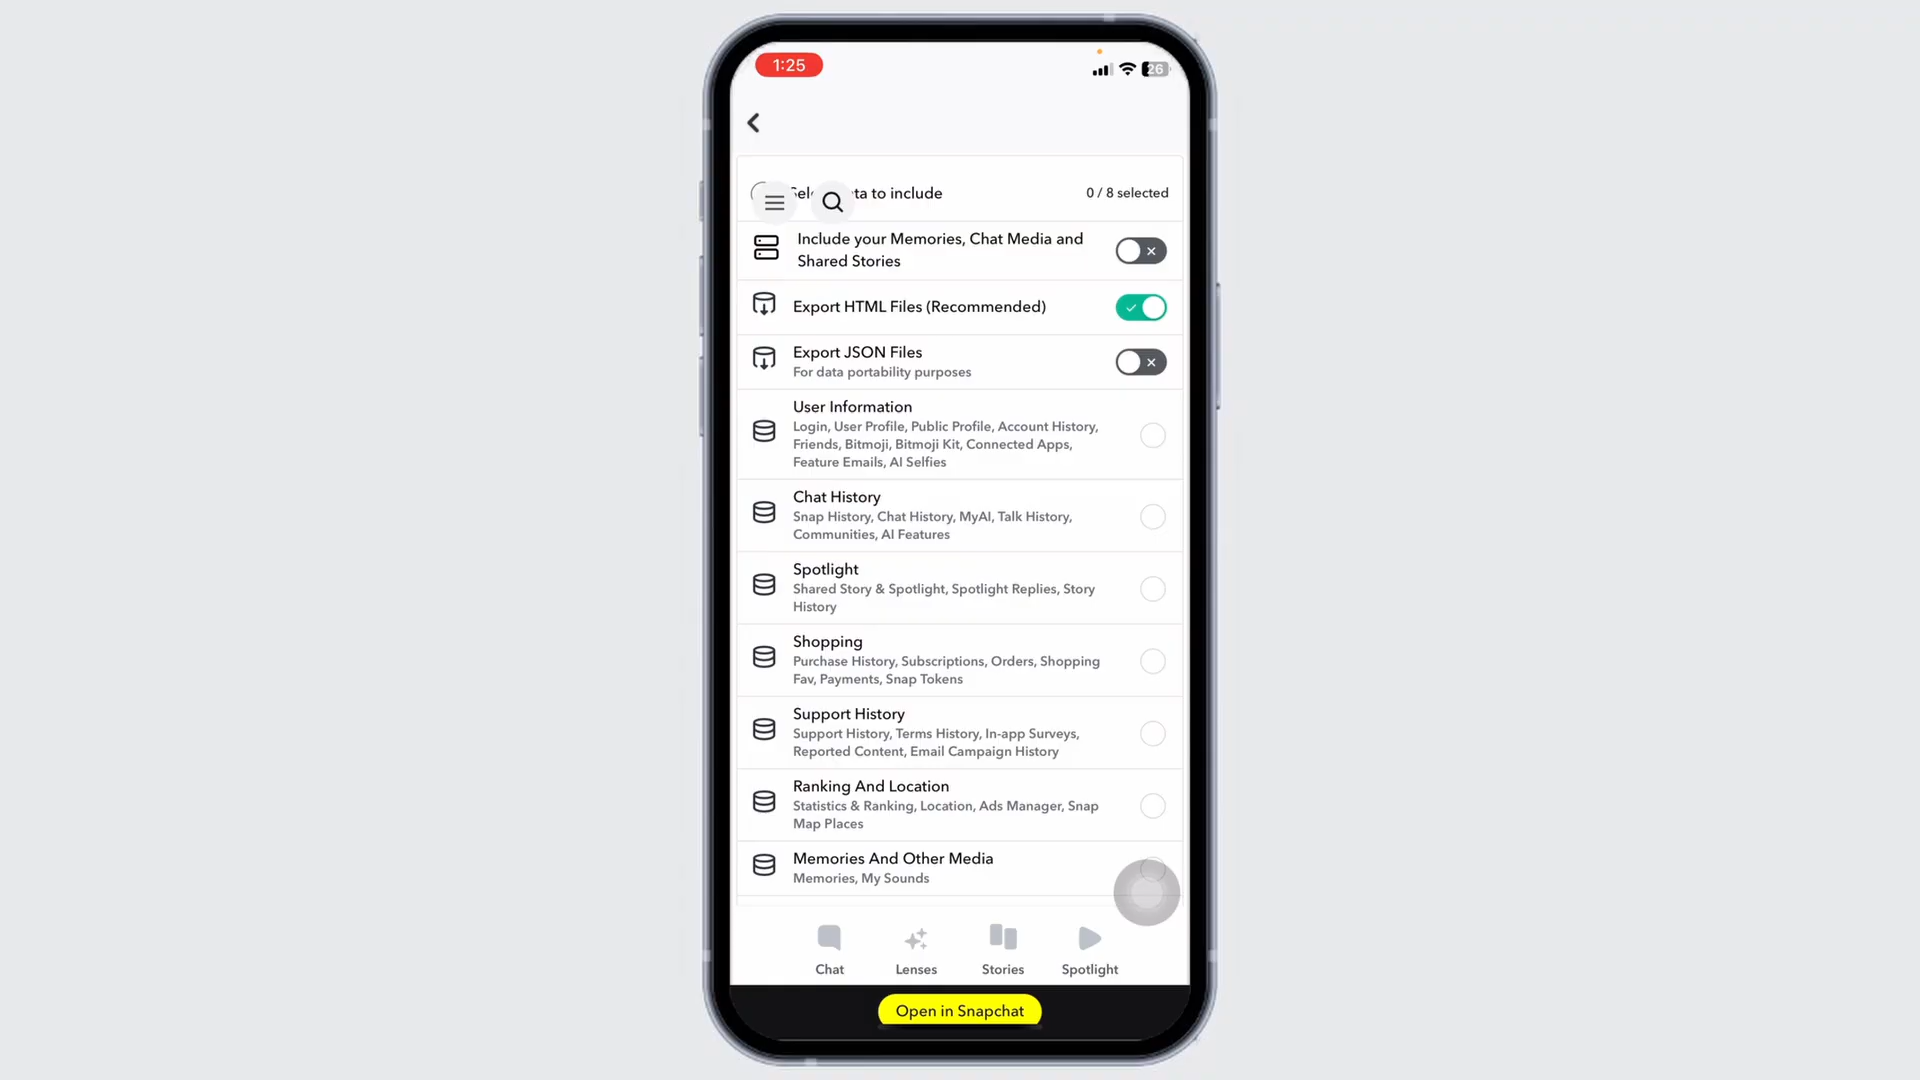 1:25
26
ta to include
0 / 8 selected
Include your Memories, Chat Media and
Shared Stories
Export HTML Files (Recommended)
Export JSON Files
For data portability purposes
User Information
Login, User Profile, Public Profile, Account History,
Friends, Bitmoji, Bitmoji Kit, Connected Apps,
Feature Emails, AI Selfies
Chat History
Snap History, Chat History, MyAI, Talk History,
Communities, AI Features
Spotlight
Shared Story & Spotlight, Spotlight Replies, Story
History
Shopping
Purchase History, Subscriptions, Orders, Shopping
Fav, Payments, Snap Tokens
Support History
Support History, Terms History, In-app Surveys,
Reported Content, Email Campaign History
Ranking And Location
Statistics & Ranking, Location, Ads Manager, Snap
Map Places
Memories And Other Media
Memories, My Sounds
Chat
Lenses
Stories
Spotlight
Open in Snapchat